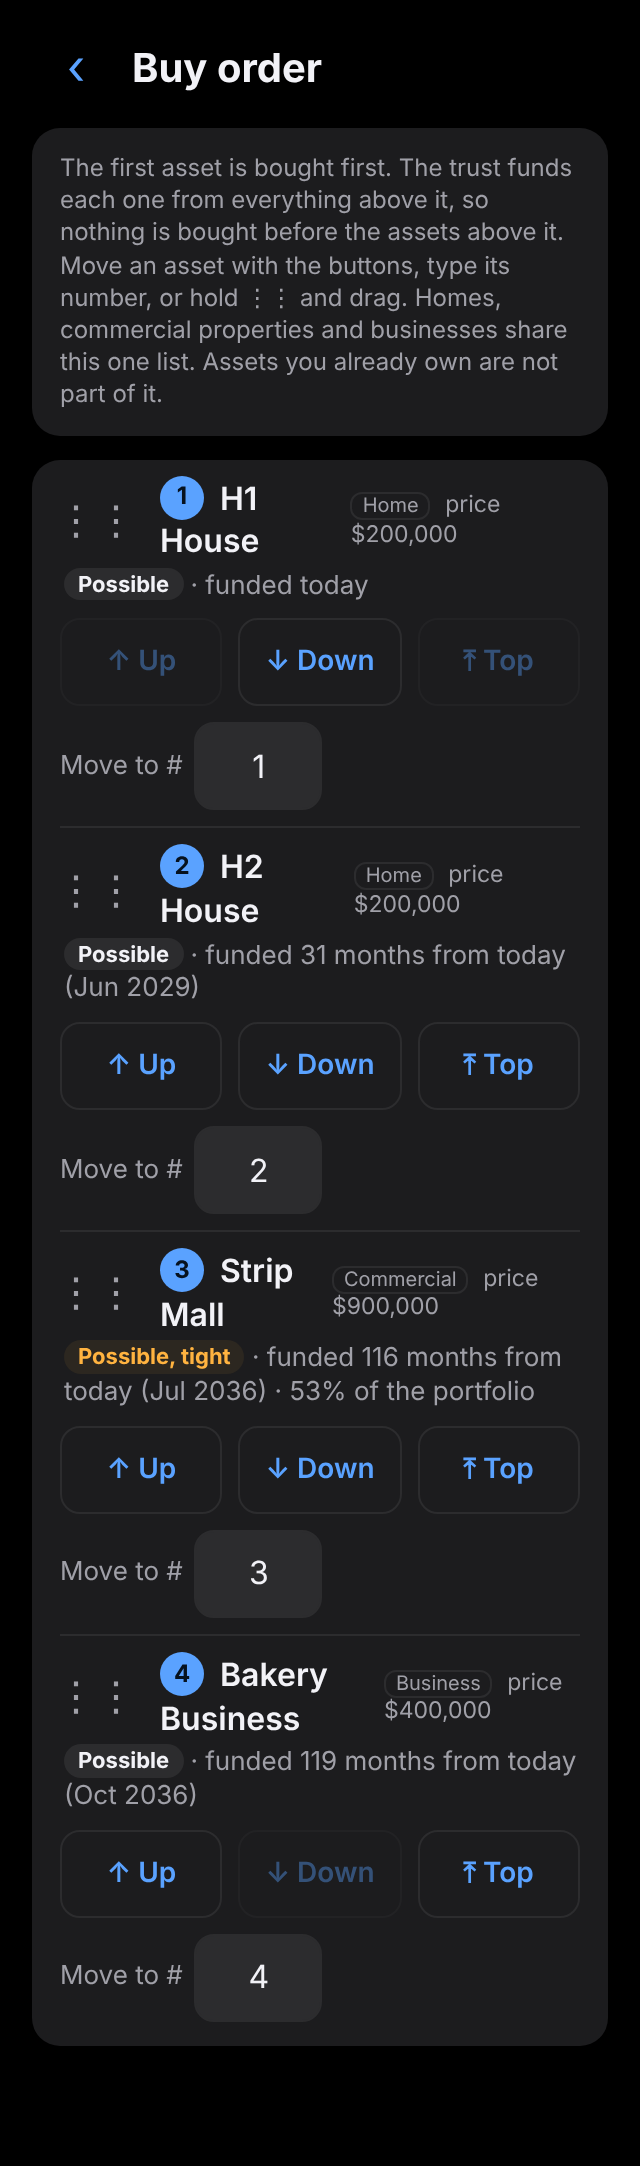 ‹ Buy order
The first asset is bought first. The trust funds
each one from everything above it, so
nothing is bought before the assets above it.
Move an asset with the buttons, type its
number, or hold ⋮⋮ and drag. Homes,
commercial properties and businesses share
this one list. Assets you already own are not
part of it.
⋮⋮ 1 H1 Home price
House $200,000
Possible · funded today
↑ Up ↓ Down ⤒ Top
Move to # 1
⋮⋮ 2 H2 Home price
House $200,000
Possible · funded 31 months from today
(Jun 2029)
↑ Up ↓ Down ⤒ Top
Move to # 2
⋮⋮ 3 Strip Commercial price
Mall $900,000
Possible, tight · funded 116 months from
today (Jul 2036) · 53% of the portfolio
↑ Up ↓ Down ⤒ Top
Move to # 3
⋮⋮ 4 Bakery Business price
Business $400,000
Possible · funded 119 months from today
(Oct 2036)
↑ Up ↓ Down ⤒ Top
Move to # 4